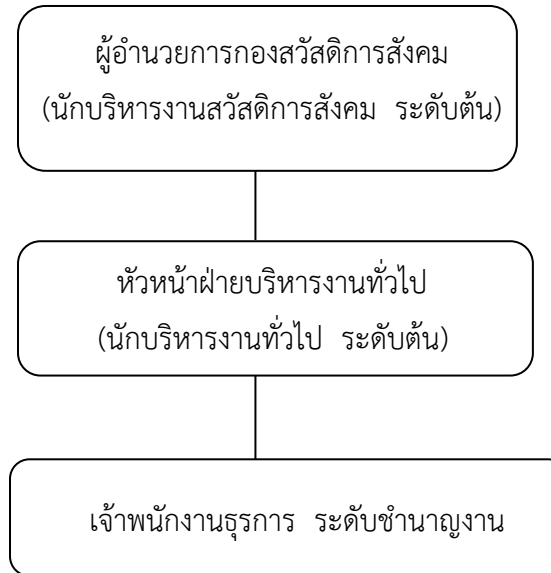 ผู้อำนวยการกองสวัสดิการสังคม
(นักบริหารงานสวัสดิการสังคม ระดับต้น)
หัวหน้าฝ่ายบริหารงานทั่วไป
(นักบริหารงานทั่วไป ระดับต้น)
เจ้าพนักงานธุรการ ระดับชำนาญงาน